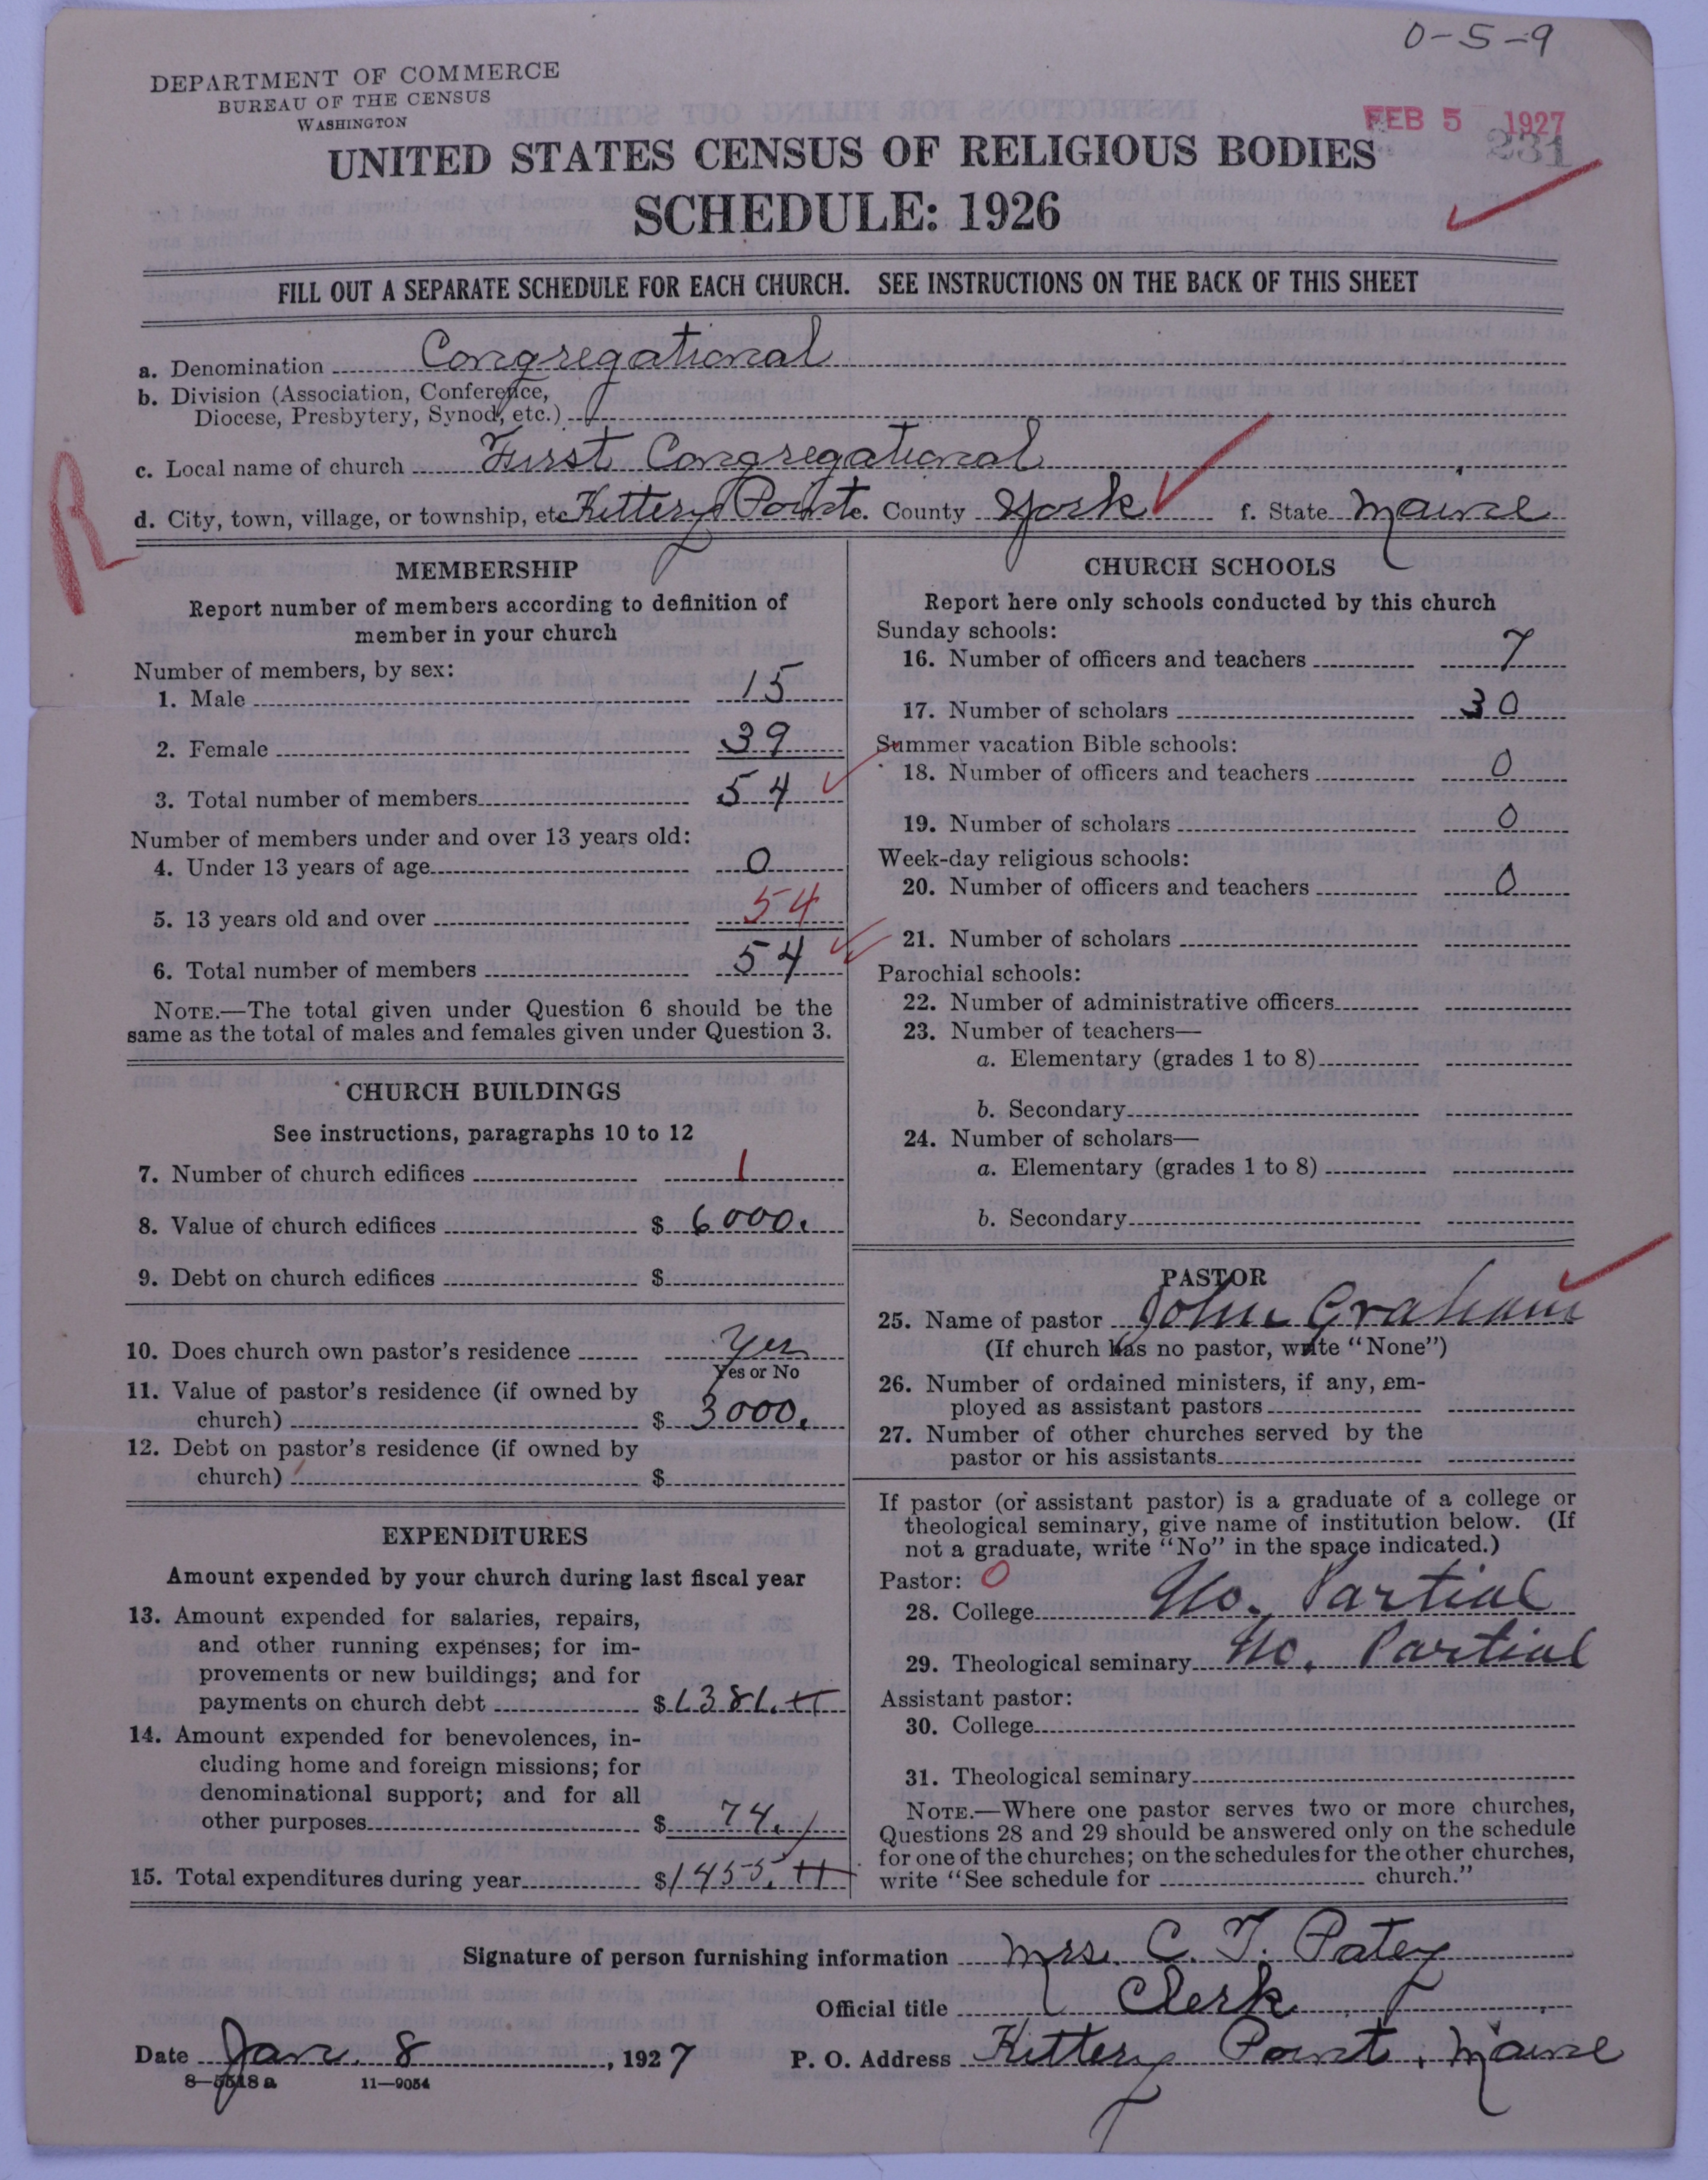 0-5-9
DEPARTMENT OF COMMERCE
BUREAU OF THE CENSUS
WASHINGTON
FEB 5 1927
231
UNITED STATES CENSUS OF RELIGIOUS BODIES
SCHEDULE: 1926
FILL OUT A SEPARATE SCHEDULE FOR EACH CHURCH. SEE INSTRUCTIONS ON THE BACK OF THIS SHEET
a. Denomination Congregational
b. Division (Association, Conference,
Diocese, Presbytery, Synod, etc.)
c. Local name of church First Congregational
d. City, town, village, or township, etc Kittery Point e. County York f. State Maine
R
MEMBERSHIP
Report number of members according to definition of
member in your church
Number of members, by sex:
1. Male 15
2. Female 39
3. Total number of members 54
Number of members under and over 13 years old:
4. Under 13 years of age 0
5. 13 years old and over 54
6. Total number of members 54
NOTE.—The total given under Question 6 should be the
same as the total of males and females given under Question 3.
CHURCH BUILDINGS
See instructions, paragraphs 10 to 12
7. Number of church edifices 1
8. Value of church edifices $ 6000.
9. Debt on church edifices $
10. Does church own pastor's residence Yes
Yes or No
11. Value of pastor's residence (if owned by
church) $ 3000.
12. Debt on pastor's residence (if owned by
church) $
EXPENDITURES
Amount expended by your church during last fiscal year
13. Amount expended for salaries, repairs,
and other running expenses; for im-
provements or new buildings; and for
payments on church debt $ 1381.
14. Amount expended for benevolences, in-
cluding home and foreign missions; for
denominational support; and for all
other purposes $ 74.
15. Total expenditures during year $ 1455.
CHURCH SCHOOLS
Report here only schools conducted by this church
Sunday schools:
16. Number of officers and teachers 7
17. Number of scholars 30
Summer vacation Bible schools:
18. Number of officers and teachers 0
19. Number of scholars 0
Week-day religious schools:
20. Number of officers and teachers 0
21. Number of scholars
Parochial schools:
22. Number of administrative officers
23. Number of teachers—
a. Elementary (grades 1 to 8)
b. Secondary
24. Number of scholars—
a. Elementary (grades 1 to 8)
b. Secondary
PASTOR
25. Name of pastor John Graham
(If church has no pastor, write "None")
26. Number of ordained ministers, if any, em-
ployed as assistant pastors
27. Number of other churches served by the
pastor or his assistants
If pastor (or assistant pastor) is a graduate of a college or
theological seminary, give name of institution below. (If
not a graduate, write "No" in the space indicated.)
Pastor: 0
28. College No. Partial
29. Theological seminary No. Partial
Assistant pastor:
30. College
31. Theological seminary
NOTE.—Where one pastor serves two or more churches,
Questions 28 and 29 should be answered only on the schedule
for one of the churches; on the schedules for the other churches,
write "See schedule for church."
Signature of person furnishing information Mrs. C. F. Patey
Official title Clerk
Date Jan. 8, 1927 P. O. Address Kittery Point, Maine
8—5518 a 11—9054